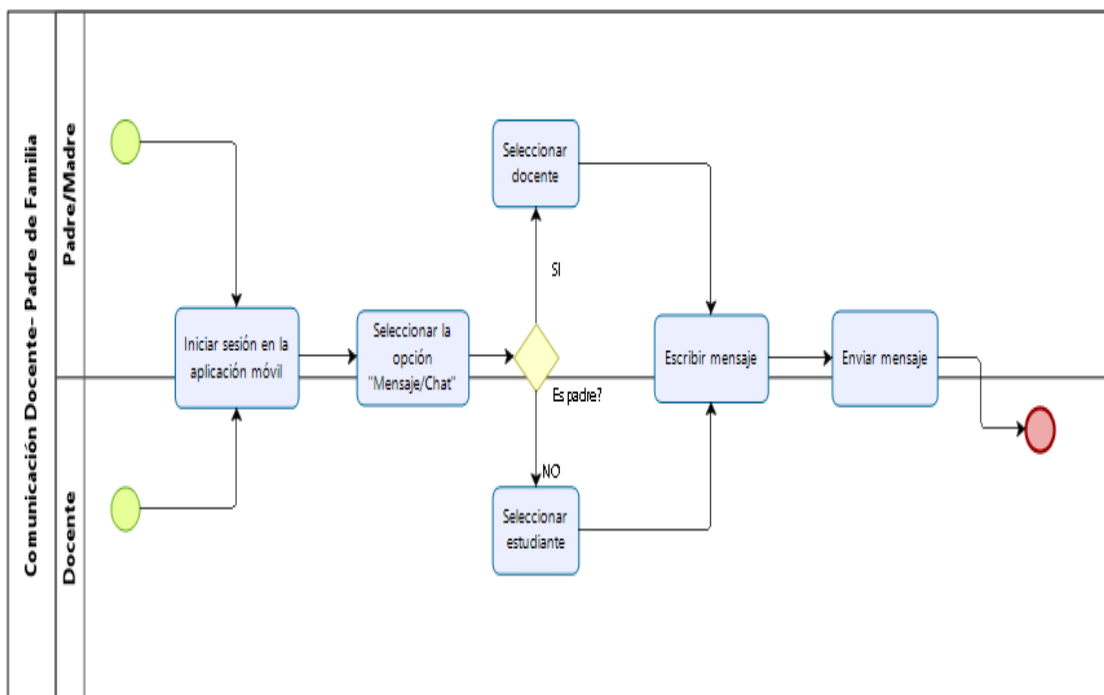 Comunicación Docente- Padre de Familia
Padre/Madre
Docente
Iniciar sesión en la
aplicación móvil
Seleccionar la
opción
"Mensaje/Chat"
Es padre?
SI
Seleccionar
docente
NO
Seleccionar
estudiante
Escribir mensaje
Enviar mensaje